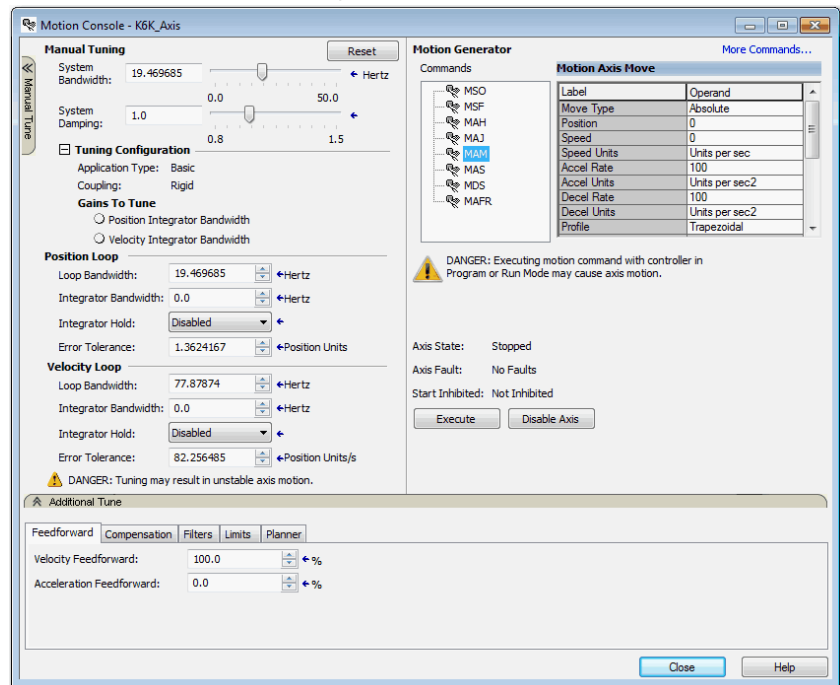 Motion Console - K6K_Axis
Manual Tune
Manual Tuning
Reset
System Bandwidth: 19.469685 Hertz
0.0 50.0
System Damping: 1.0
0.8 1.5
Tuning Configuration
Application Type: Basic
Coupling: Rigid
Gains To Tune
Position Integrator Bandwidth
Velocity Integrator Bandwidth
Position Loop
Loop Bandwidth: 19.469685 Hertz
Integrator Bandwidth: 0.0 Hertz
Integrator Hold: Disabled
Error Tolerance: 1.3624167 Position Units
Velocity Loop
Loop Bandwidth: 77.87874 Hertz
Integrator Bandwidth: 0.0 Hertz
Integrator Hold: Disabled
Error Tolerance: 82.256485 Position Units/s
DANGER: Tuning may result in unstable axis motion.
Motion Generator
More Commands...
Commands
MSO
MSF
MAH
MAJ
MAM
MAS
MDS
MAFR
Motion Axis Move
Label Operand
Move Type Absolute
Position 0
Speed 0
Speed Units Units per sec
Accel Rate 100
Accel Units Units per sec2
Decel Rate 100
Decel Units Units per sec2
Profile Trapezoidal
DANGER: Executing motion command with controller in
Program or Run Mode may cause axis motion.
Axis State: Stopped
Axis Fault: No Faults
Start Inhibited: Not Inhibited
Execute Disable Axis
Additional Tune
Feedforward Compensation Filters Limits Planner
Velocity Feedforward: 100.0 %
Acceleration Feedforward: 0.0 %
Close Help